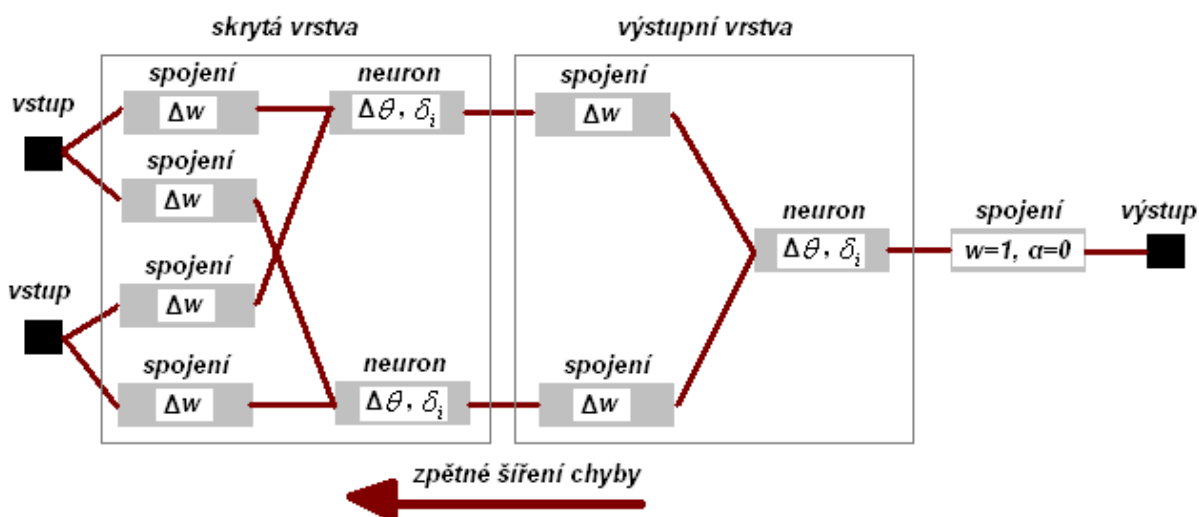 skrytá vrstva
výstupní vrstva
spojení
neuron
spojení
vstup
Δw
Δθ, δi
Δw
spojení
Δw
neuron
spojení
výstup
spojení
vstup
Δθ, δi
w=1, α=0
Δw
spojení
neuron
spojení
Δw
Δθ, δi
Δw
zpětné šíření chyby